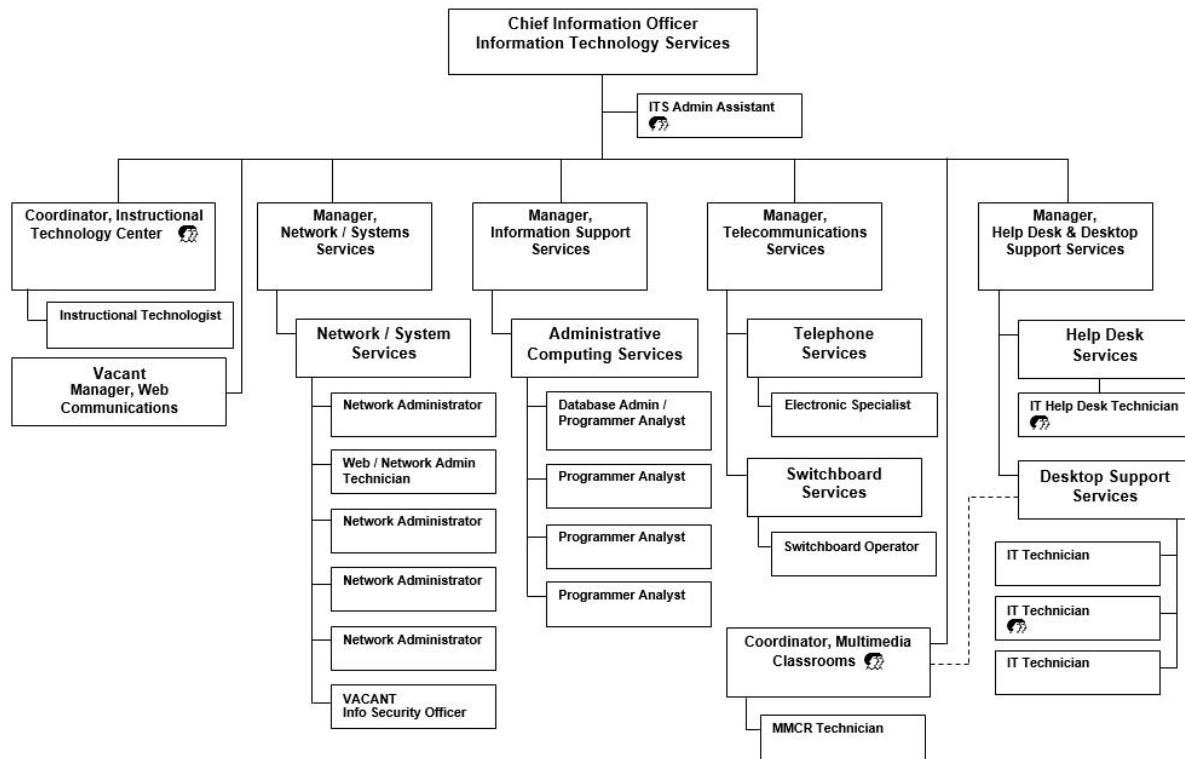 Chief Information Officer
Information Technology Services
ITS Admin Assistant
Coordinator, Instructional
Technology Center
Instructional Technologist
Vacant
Manager, Web
Communications
Manager,
Network / Systems
Services
Network / System
Services
Network Administrator
Web / Network Admin
Technician
Network Administrator
Network Administrator
Network Administrator
VACANT
Info Security Officer
Manager,
Information Support
Services
Administrative
Computing Services
Database Admin /
Programmer Analyst
Programmer Analyst
Programmer Analyst
Programmer Analyst
Manager,
Telecommunications
Services
Telephone
Services
Electronic Specialist
Switchboard
Services
Switchboard Operator
Coordinator, Multimedia
Classrooms
MMCR Technician
Manager,
Help Desk & Desktop
Support Services
Help Desk
Services
IT Help Desk Technician
Desktop Support
Services
IT Technician
IT Technician
IT Technician